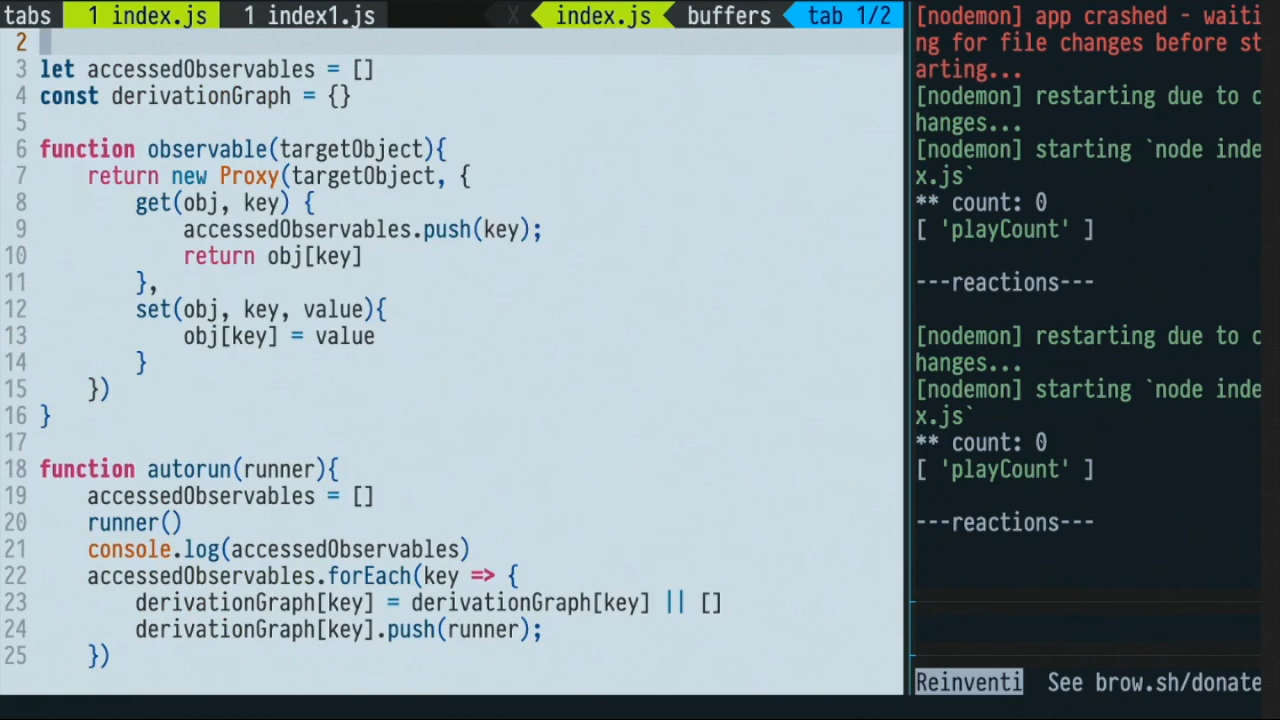 tabs 1 index.js 1 index1.js X index.js buffers tab 1/2
2
3 let accessedObservables = []
4 const derivationGraph = {}
5
6 function observable(targetObject){
7 return new Proxy(targetObject, {
8 get(obj, key) {
9 accessedObservables.push(key);
10 return obj[key]
11 },
12 set(obj, key, value){
13 obj[key] = value
14 }
15 })
16 }
17
18 function autorun(runner){
19 accessedObservables = []
20 runner()
21 console.log(accessedObservables)
22 accessedObservables.forEach(key => {
23 derivationGraph[key] = derivationGraph[key] || []
24 derivationGraph[key].push(runner);
25 })
[nodemon] app crashed - waiti
ng for file changes before st
arting...
[nodemon] restarting due to c
hanges...
[nodemon] starting `node inde
x.js`
** count: 0
[ 'playCount' ]
---reactions---
[nodemon] restarting due to c
hanges...
[nodemon] starting `node inde
x.js`
** count: 0
[ 'playCount' ]
---reactions---
Reinventi See brow.sh/donate